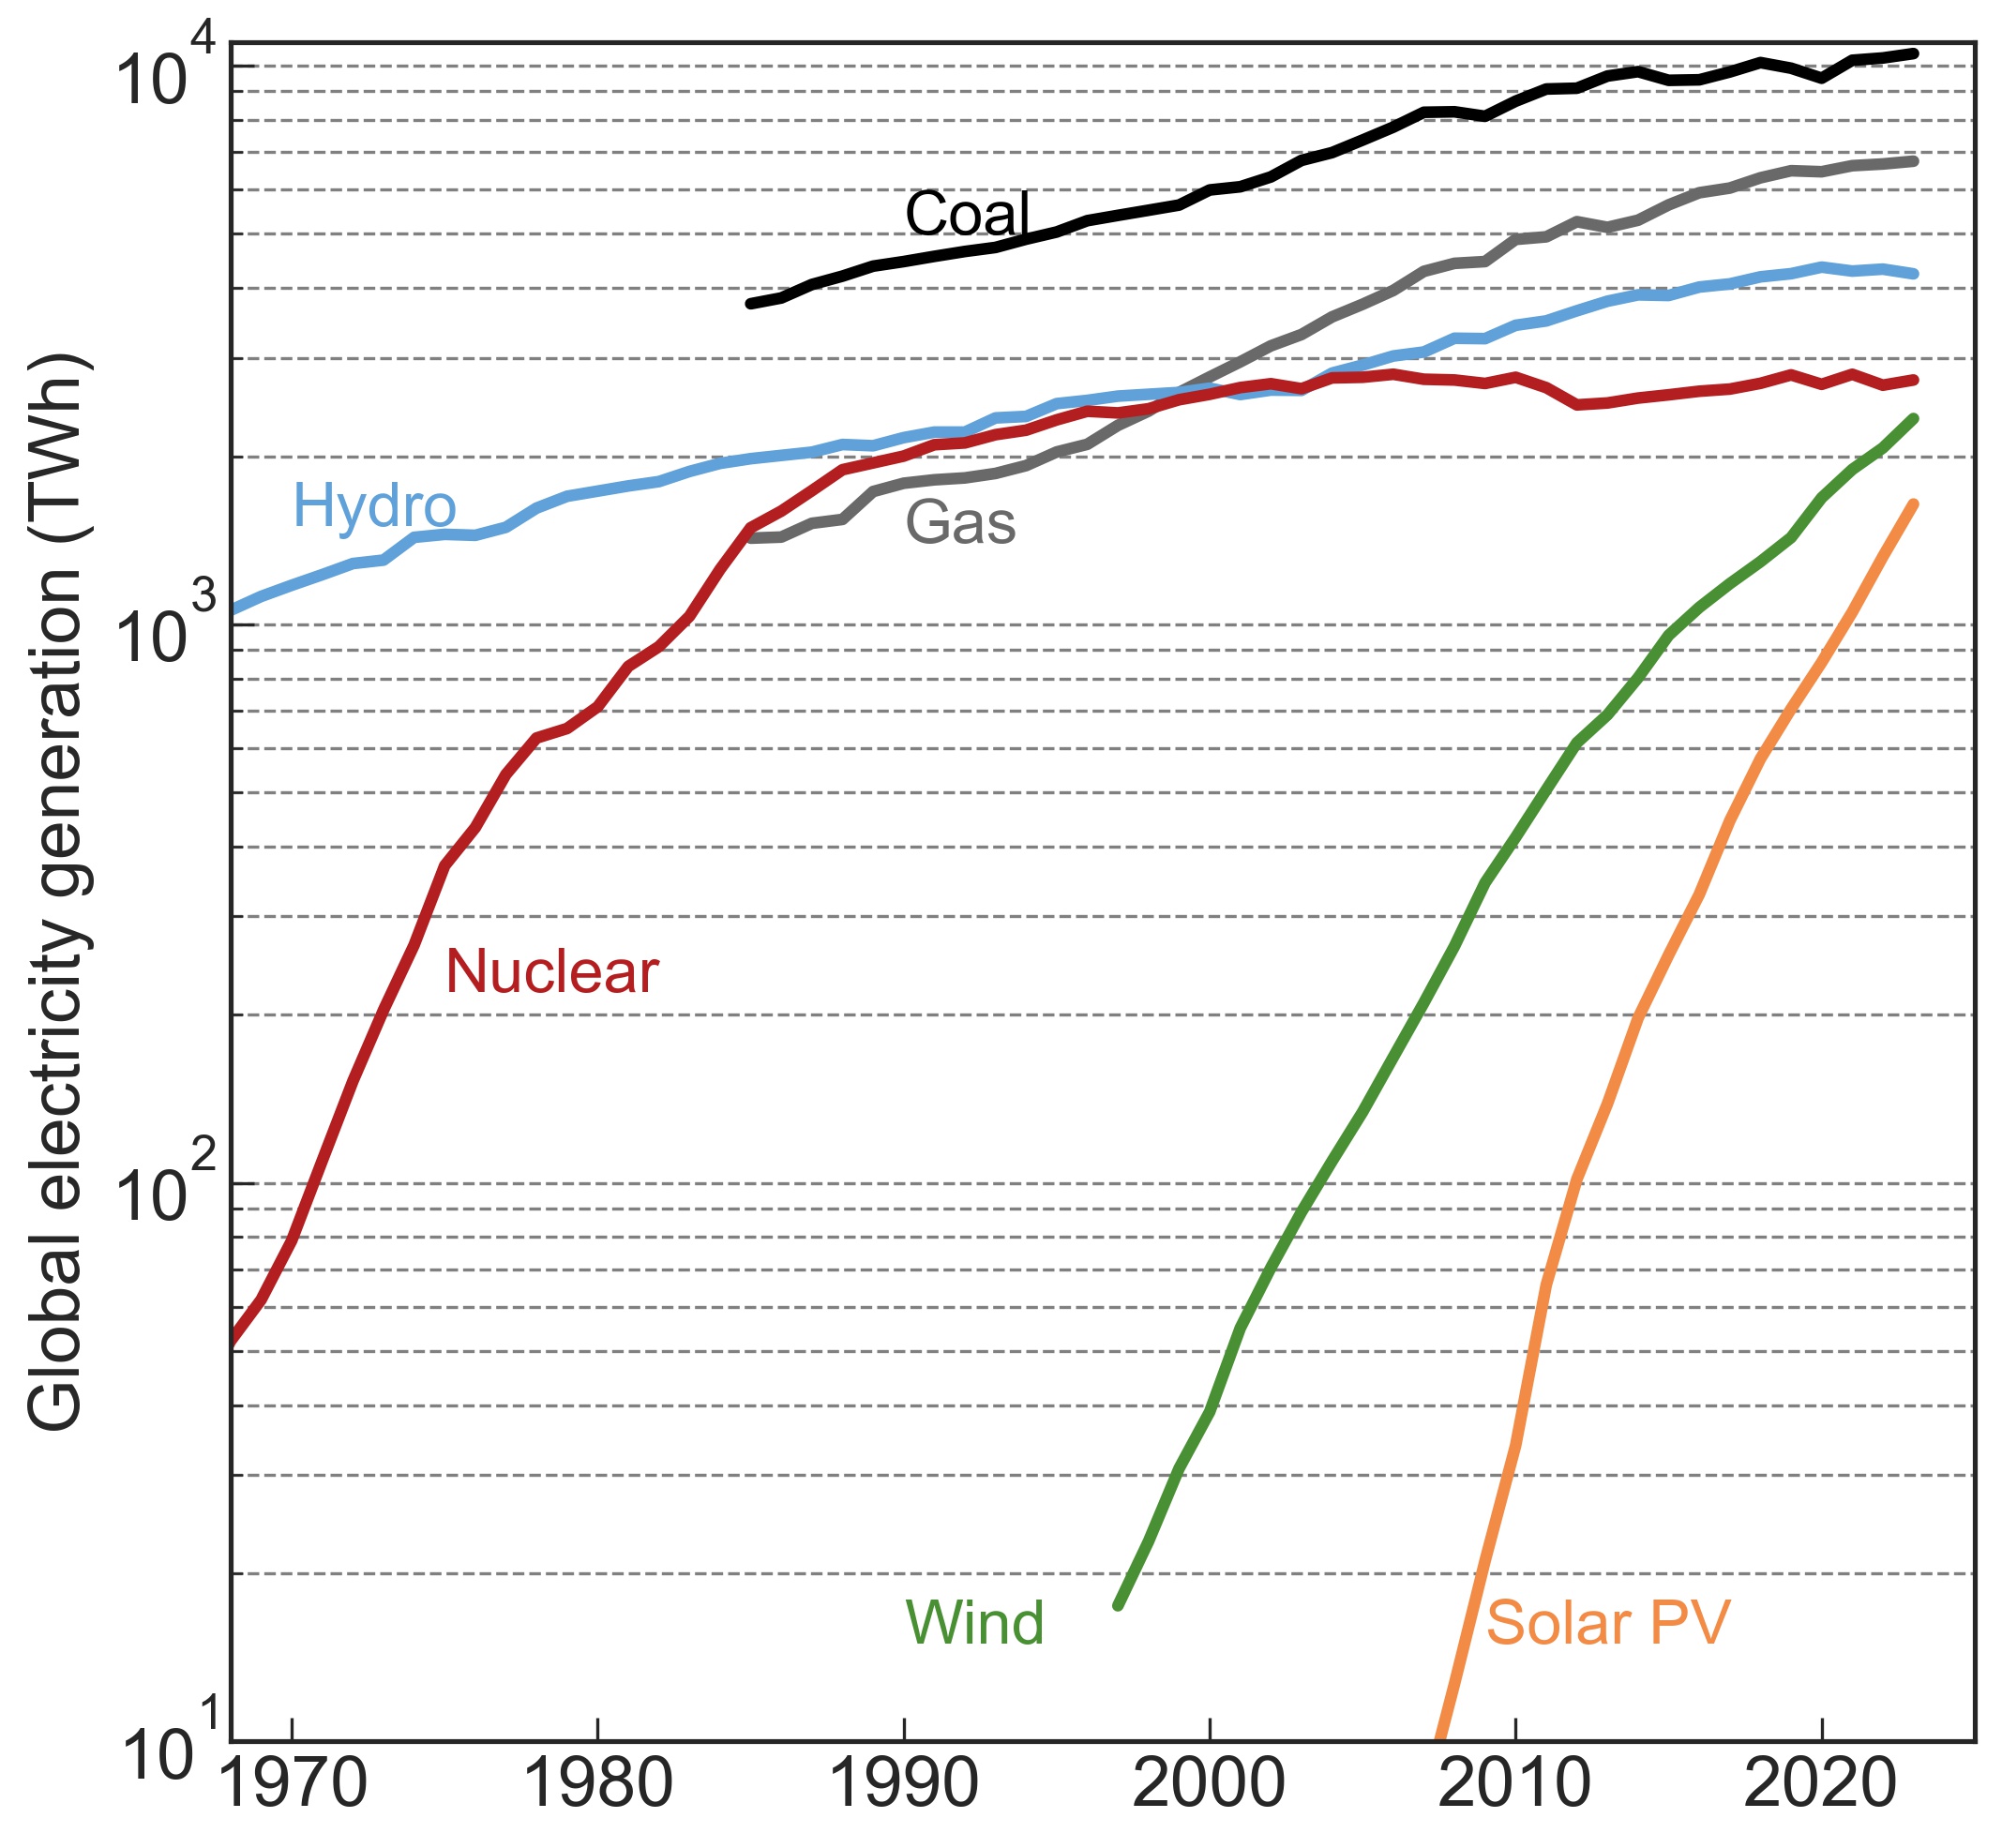 Global electricity generation (TWh)
10^4
10^3
10^2
10^1
Coal
Hydro
Gas
Nuclear
Wind
Solar PV
1970 1980 1990 2000 2010 2020